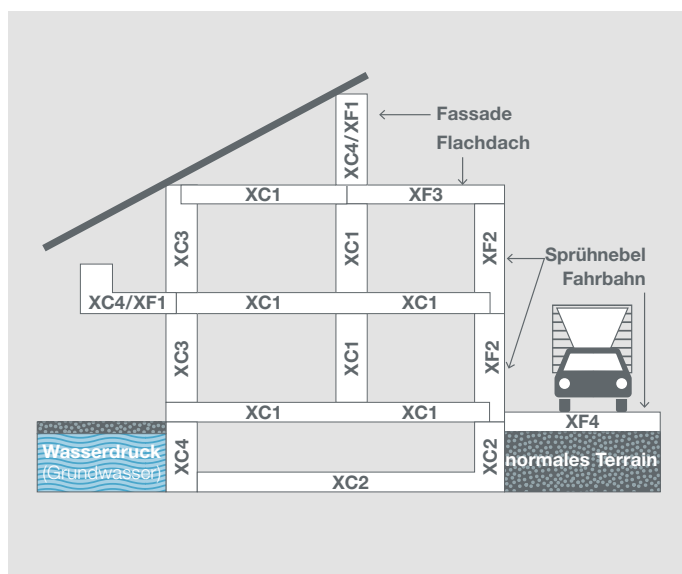 XC4/XF1
Fassade
Flachdach
XC1
XF3
XC3
XC1
XF2
Sprühnebel
Fahrbahn
XC4/XF1
XC1
XC1
XC3
XC1
XF2
XC1
XC1
XF4
Wasserdruck
(Grundwasser)
XC4
XC2
normales Terrain
XC2